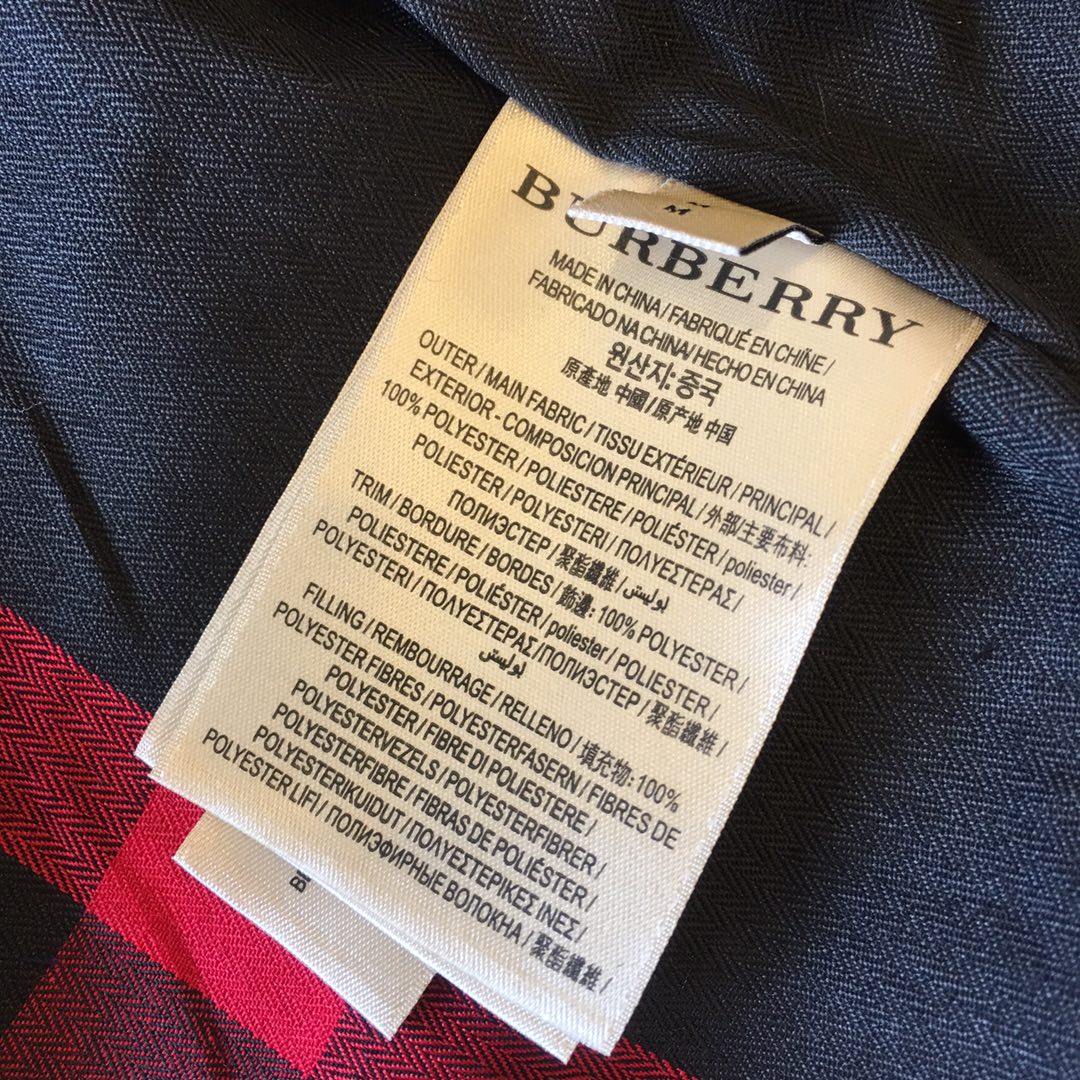 M
BURBERRY
MADE IN CHINA / FABRIQUÉ EN CHINE /
FABRICADO NA CHINA / HECHO EN CHINA
원산지: 중국
原產地 中國 / 原产地 中国
OUTER / MAIN FABRIC / TISSU EXTÉRIEUR / PRINCIPAL /
EXTERIOR - COMPOSICION PRINCIPAL / 外部/主要布料:
100% POLYESTER / POLIESTERE / POLIÉSTER / poliester /
POLIESTER / POLYESTERI / ΠΟΛΥΕΣΤΕΡΑΣ /
ПОЛИЭСТЕР / 聚酯纖維 / بوليستر
TRIM / BORDURE / BORDES / 飾邊: 100% POLYESTER /
POLIESTERE / POLIÉSTER / poliester / POLIESTER /
POLYESTERI / ΠΟΛΥΕΣΤΕΡΑΣ / ПОЛИЭСТЕР / 聚酯纖維 /
بوليستر
FILLING / REMBOURRAGE / RELLENO / 填充物: 100%
POLYESTER FIBRES / POLYESTERFASERN / FIBRES DE
POLYESTER / FIBRE DI POLIESTERE /
POLYESTERVEZELS / POLYESTERFIBRER /
POLYESTERFIBRE / FIBRAS DE POLIÉSTER /
POLYESTERIKUIDUT / ΠΟΛΥΕΣΤΕΡΙΚΕΣ ΙΝΕΣ /
POLYESTER LIFI / ПОЛИЭФИРНЫЕ ВОЛОКНА / 聚酯纖維 /